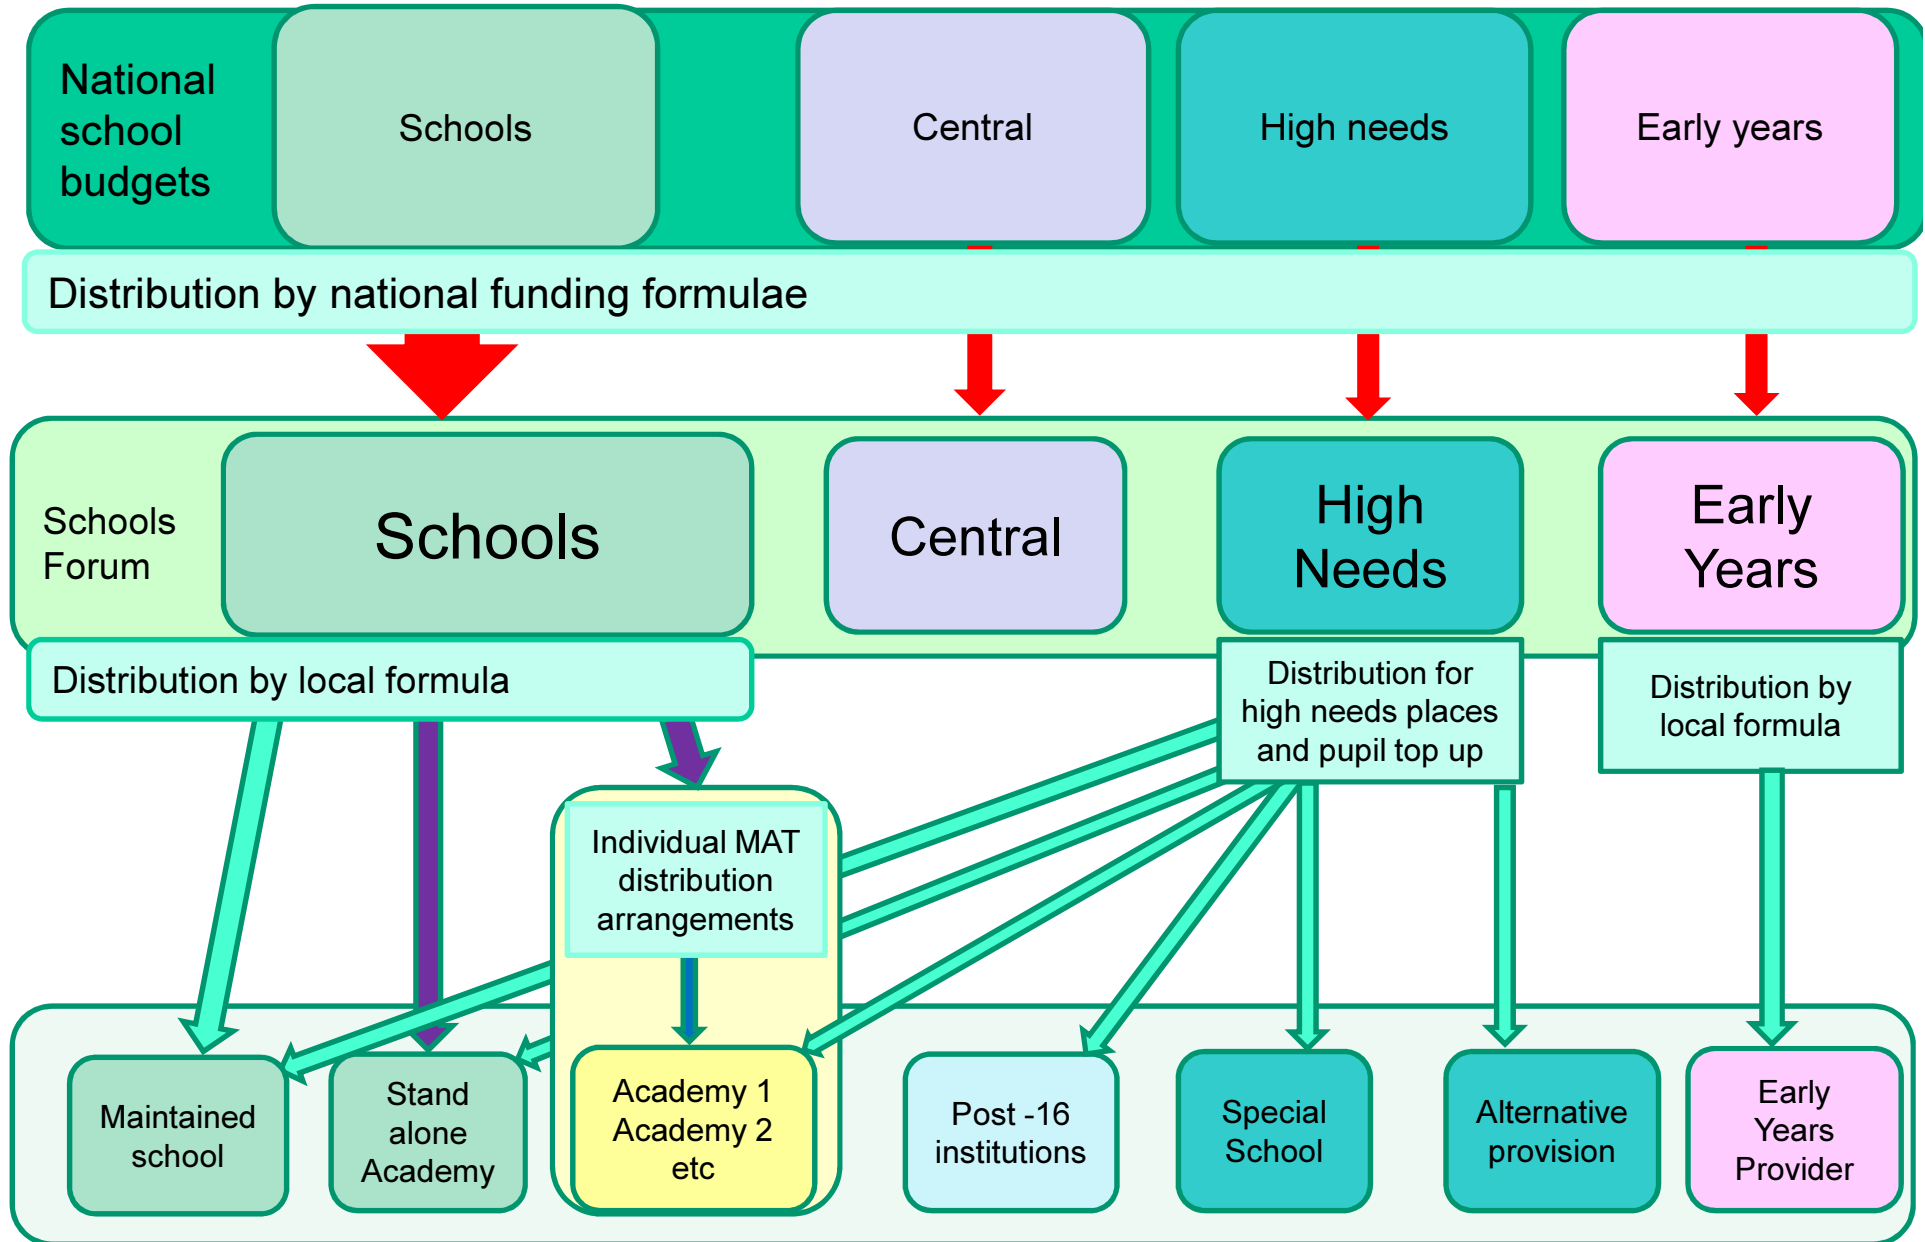 National
school
budgets
Schools
Central
High needs
Early years
Distribution by national funding formulae
Schools
Forum
Schools
Central
High
Needs
Early
Years
Distribution by local formula
Distribution for
high needs places
and pupil top up
Distribution by
local formula
Individual MAT
distribution
arrangements
Maintained
school
Stand
alone
Academy
Academy 1
Academy 2
etc
Post -16
institutions
Special
School
Alternative
provision
Early
Years
Provider